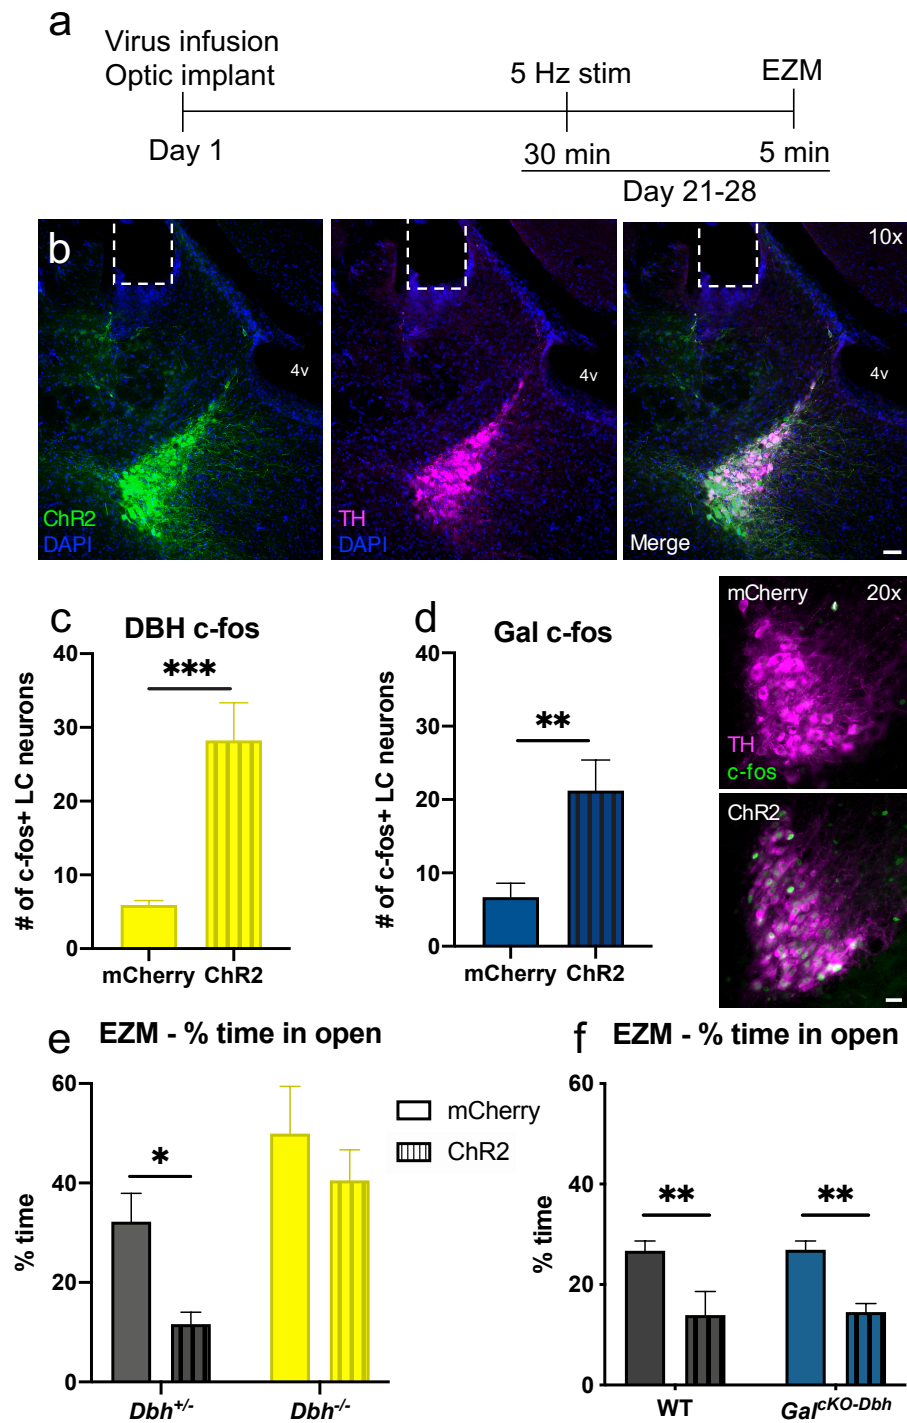 a
Virus infusion
Optic implant
5 Hz stim
EZM
Day 1
30 min
5 min
Day 21-28
b
10x
4v
4v
4v
ChR2
DAPI
TH
DAPI
Merge
c
DBH c-fos
# of c-fos+ LC neurons
40
30
20
10
0
***
mCherry
ChR2
d
Gal c-fos
# of c-fos+ LC neurons
40
30
20
10
0
**
mCherry
ChR2
mCherry
20x
TH
c-fos
ChR2
e
EZM - % time in open
% time
60
40
20
0
*
Dbh+/-
Dbh-/-
mCherry
ChR2
f
EZM - % time in open
% time
60
40
20
0
**
**
WT
GalcKO-Dbh